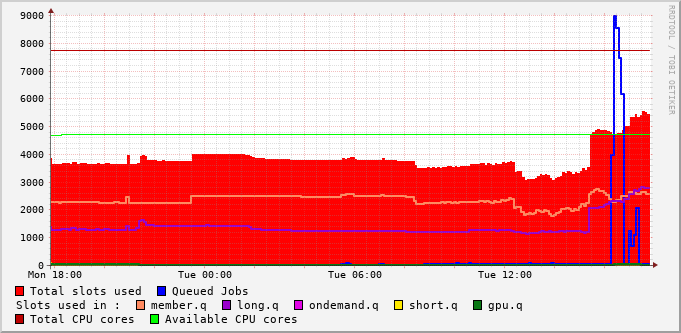 9000
8000
7000
6000
5000
4000
3000
2000
1000
0
Mon 18:00 Tue 00:00 Tue 06:00 Tue 12:00
Total slots used Queued Jobs
Slots used in : member.q long.q ondemand.q short.q gpu.q
Total CPU cores Available CPU cores
RRDTOOL / TOBI OETIKER